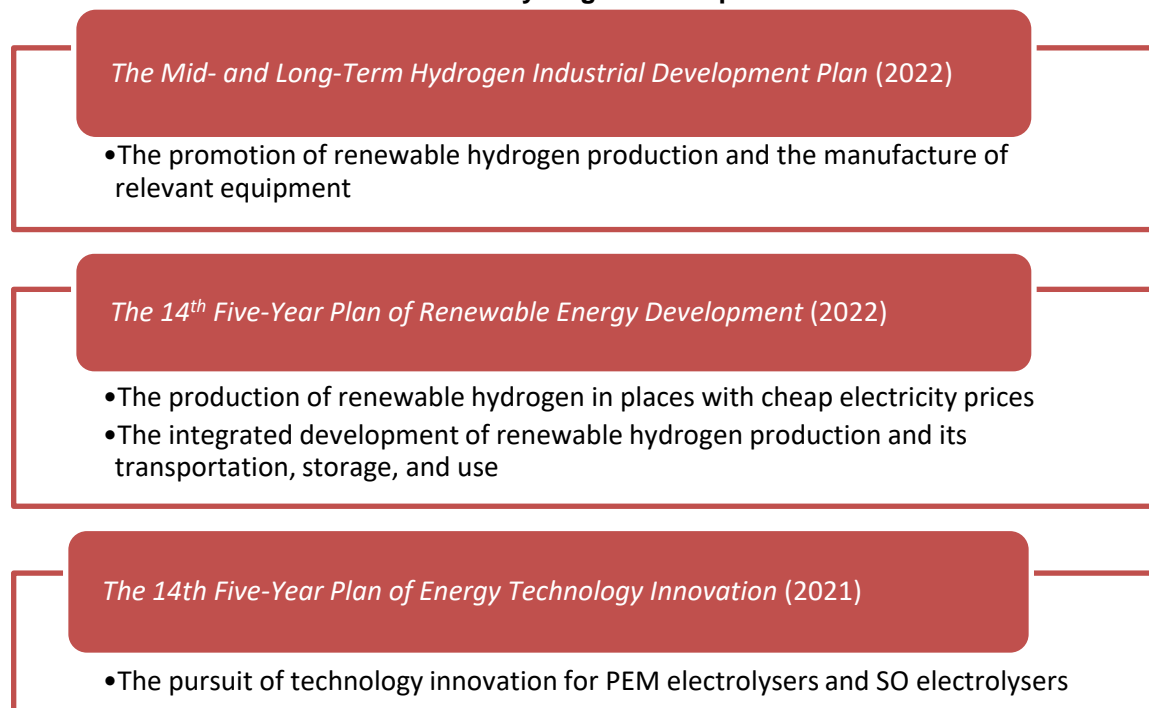 The Mid- and Long-Term Hydrogen Industrial Development Plan (2022)
•The promotion of renewable hydrogen production and the manufacture of
relevant equipment
The 14th Five-Year Plan of Renewable Energy Development (2022)
•The production of renewable hydrogen in places with cheap electricity prices
•The integrated development of renewable hydrogen production and its
transportation, storage, and use
The 14th Five-Year Plan of Energy Technology Innovation (2021)
•The pursuit of technology innovation for PEM electrolysers and SO electrolysers